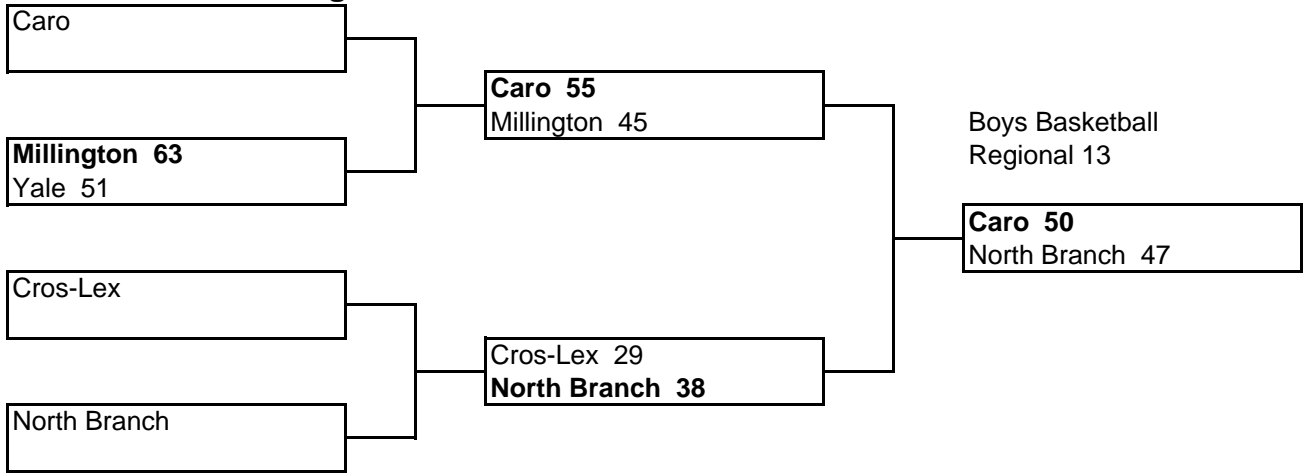 Caro
Millington 63
Yale 51
Cros-Lex
North Branch
Caro 55
Millington 45
Cros-Lex 29
North Branch 38
Boys Basketball
Regional 13
Caro 50
North Branch 47